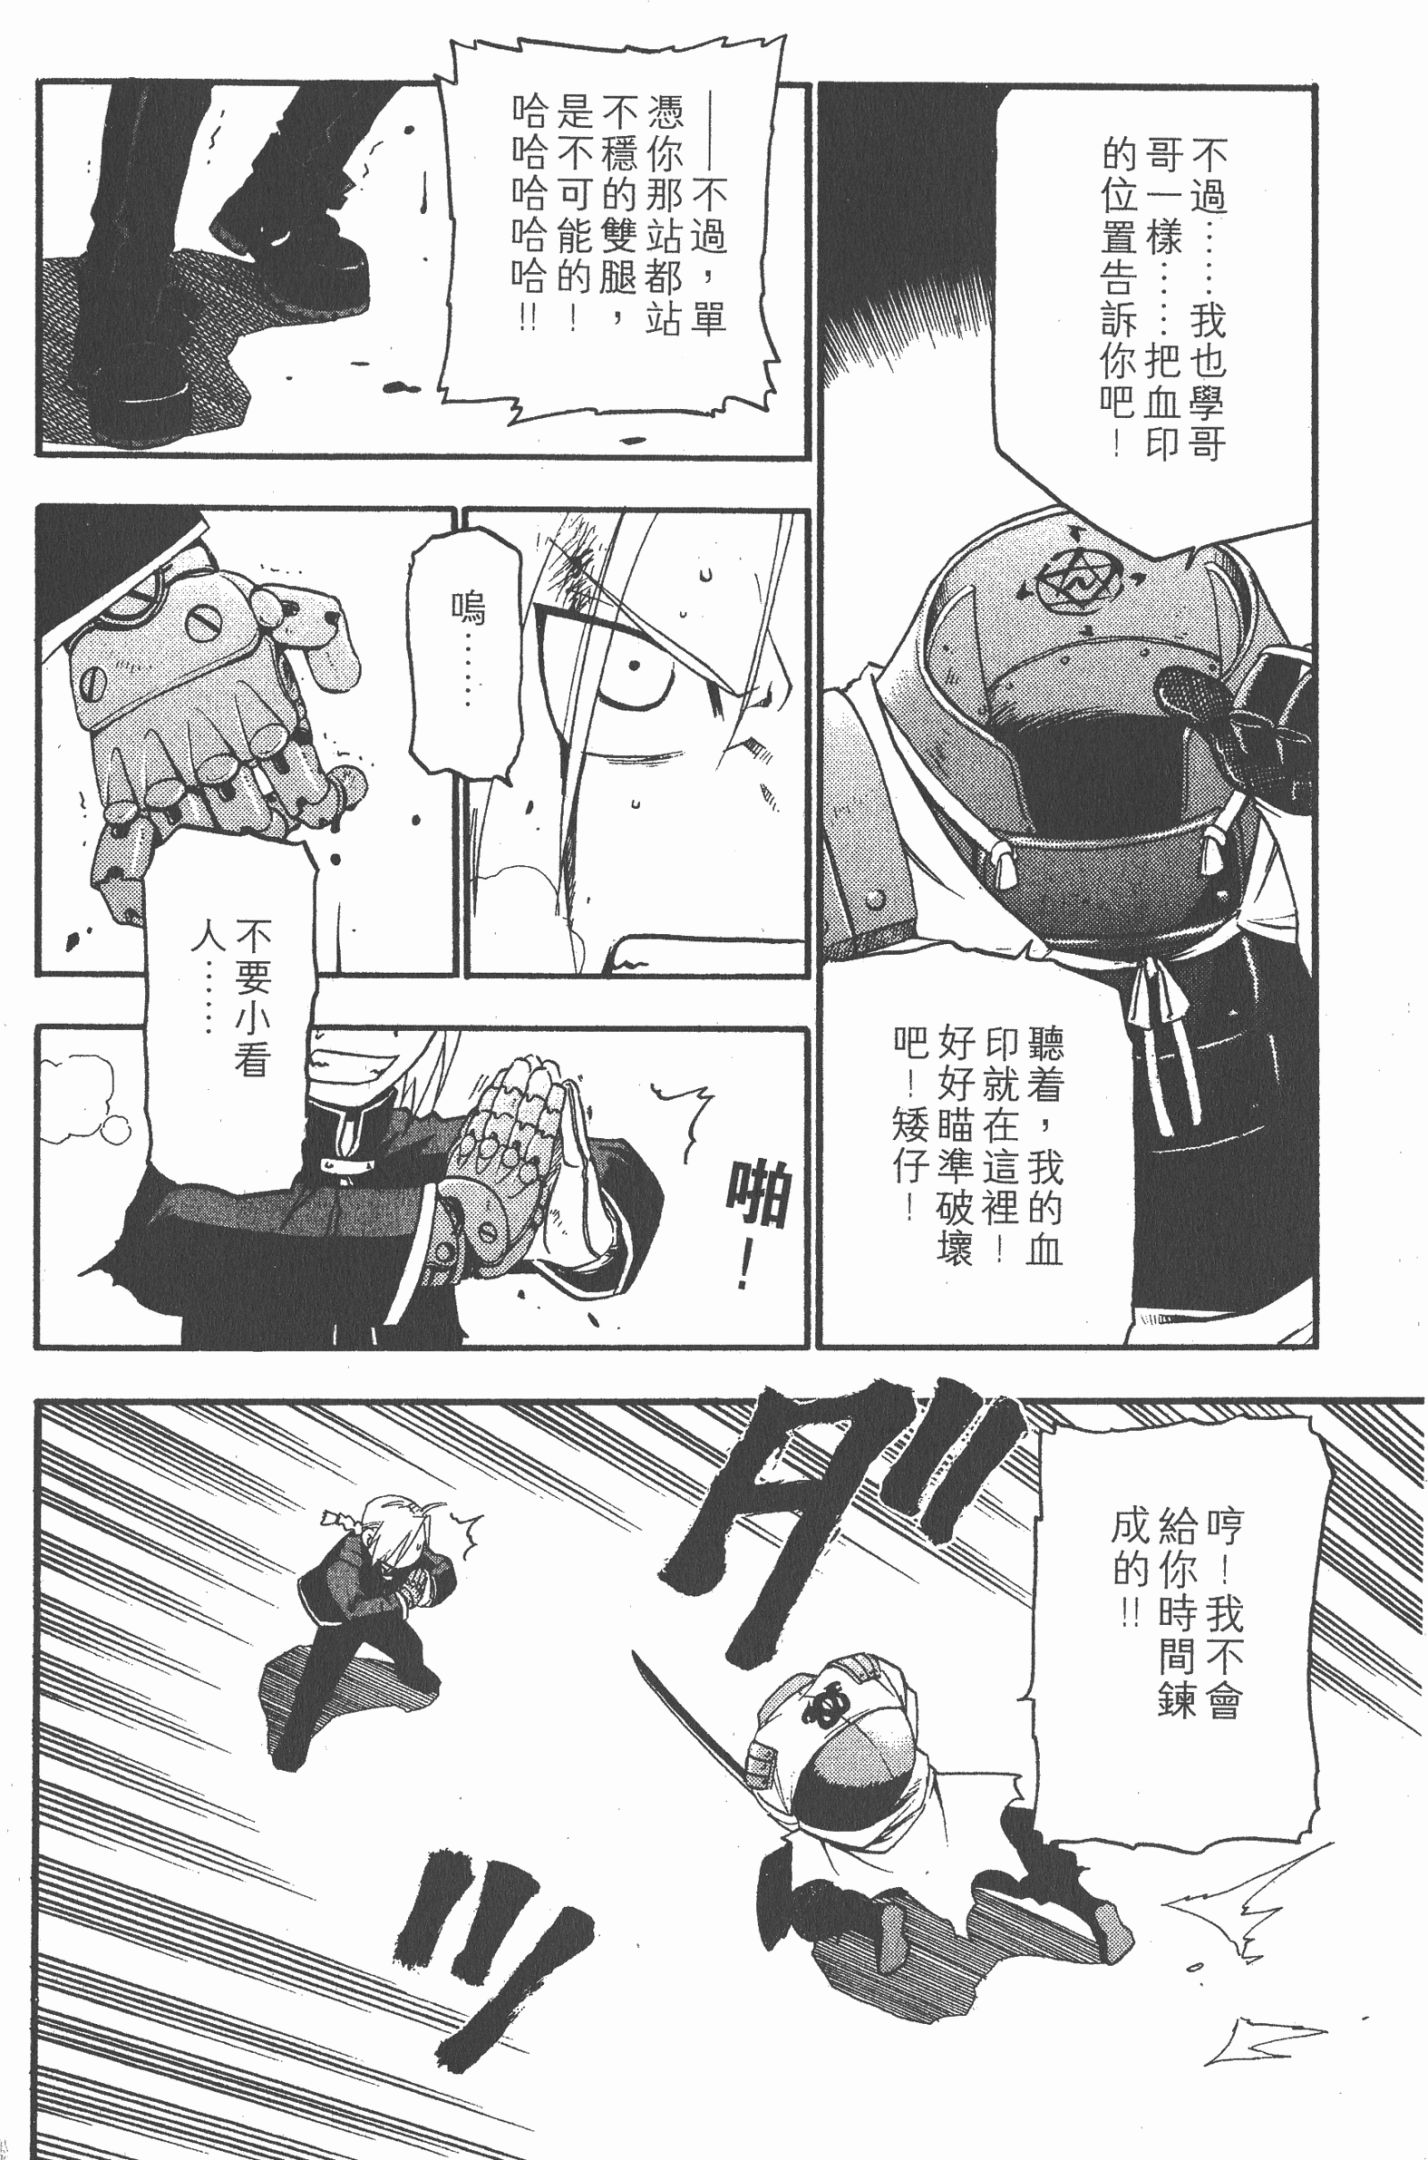 不過……我也學哥
哥一樣……把血印
的位置告訴你吧！
聽着，我的血
印就在這裡！
好好瞄準破壞
吧！矮仔！
──不過，單
憑你那站都站
不穩的雙腿，
是不可能的！
哈哈哈哈哈!!
嗚……
不要小看
人……
啪！
哼！我不會
給你時間鍊
成的!!
ダッ